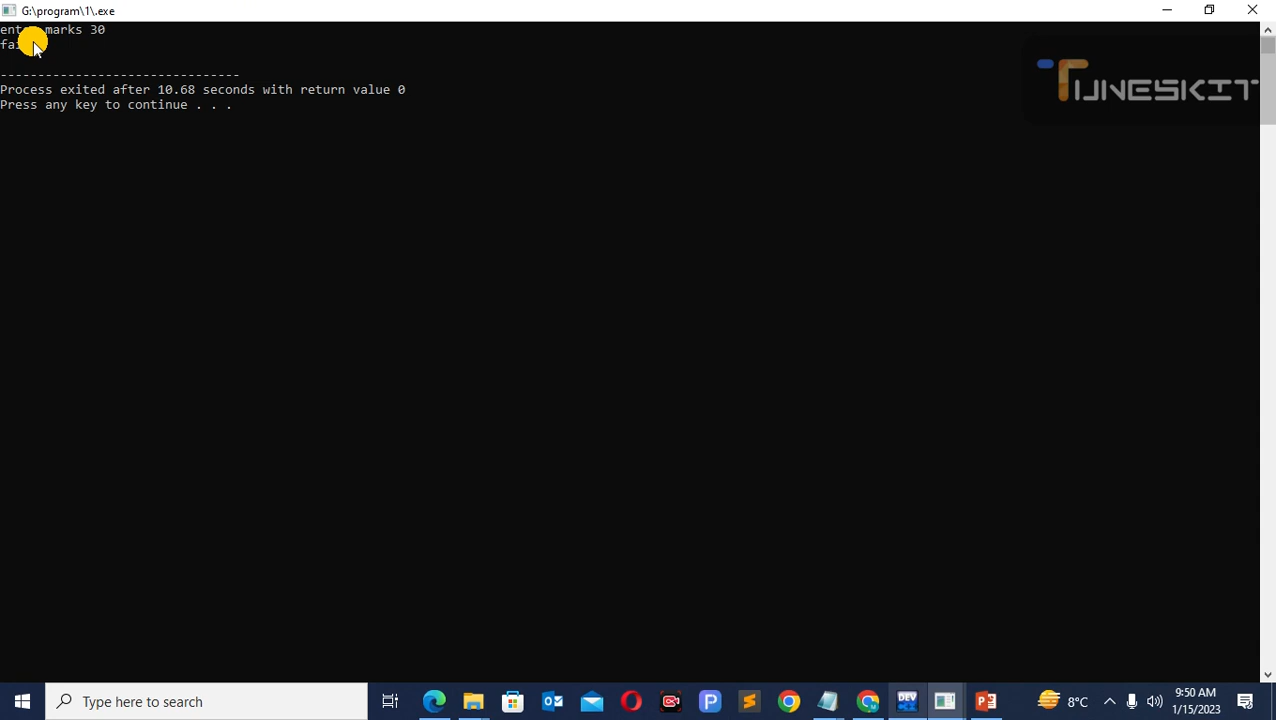 G:\program\1\.exe
marks 30
--------------------------------
Process exited after 10.68 seconds with return value 0
Press any key to continue . . .
TUNESKIT
DEV
Type here to search
8°C
9:50 AM
1/15/2023